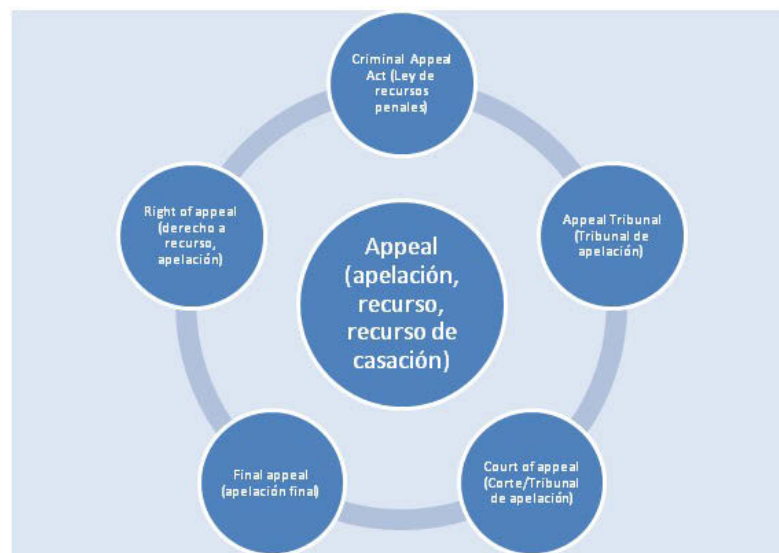 Criminal Appeal
Act (Ley de
recursos
penales)
Right of appeal
(derecho a
recurso,
apelación)
Appeal Tribunal
(Tribunal de
apelación)
Appeal
(apelación,
recurso,
recurso de
casación)
Final appeal
(apelación final)
Court of appeal
(Corte/Tribunal
de apelación)